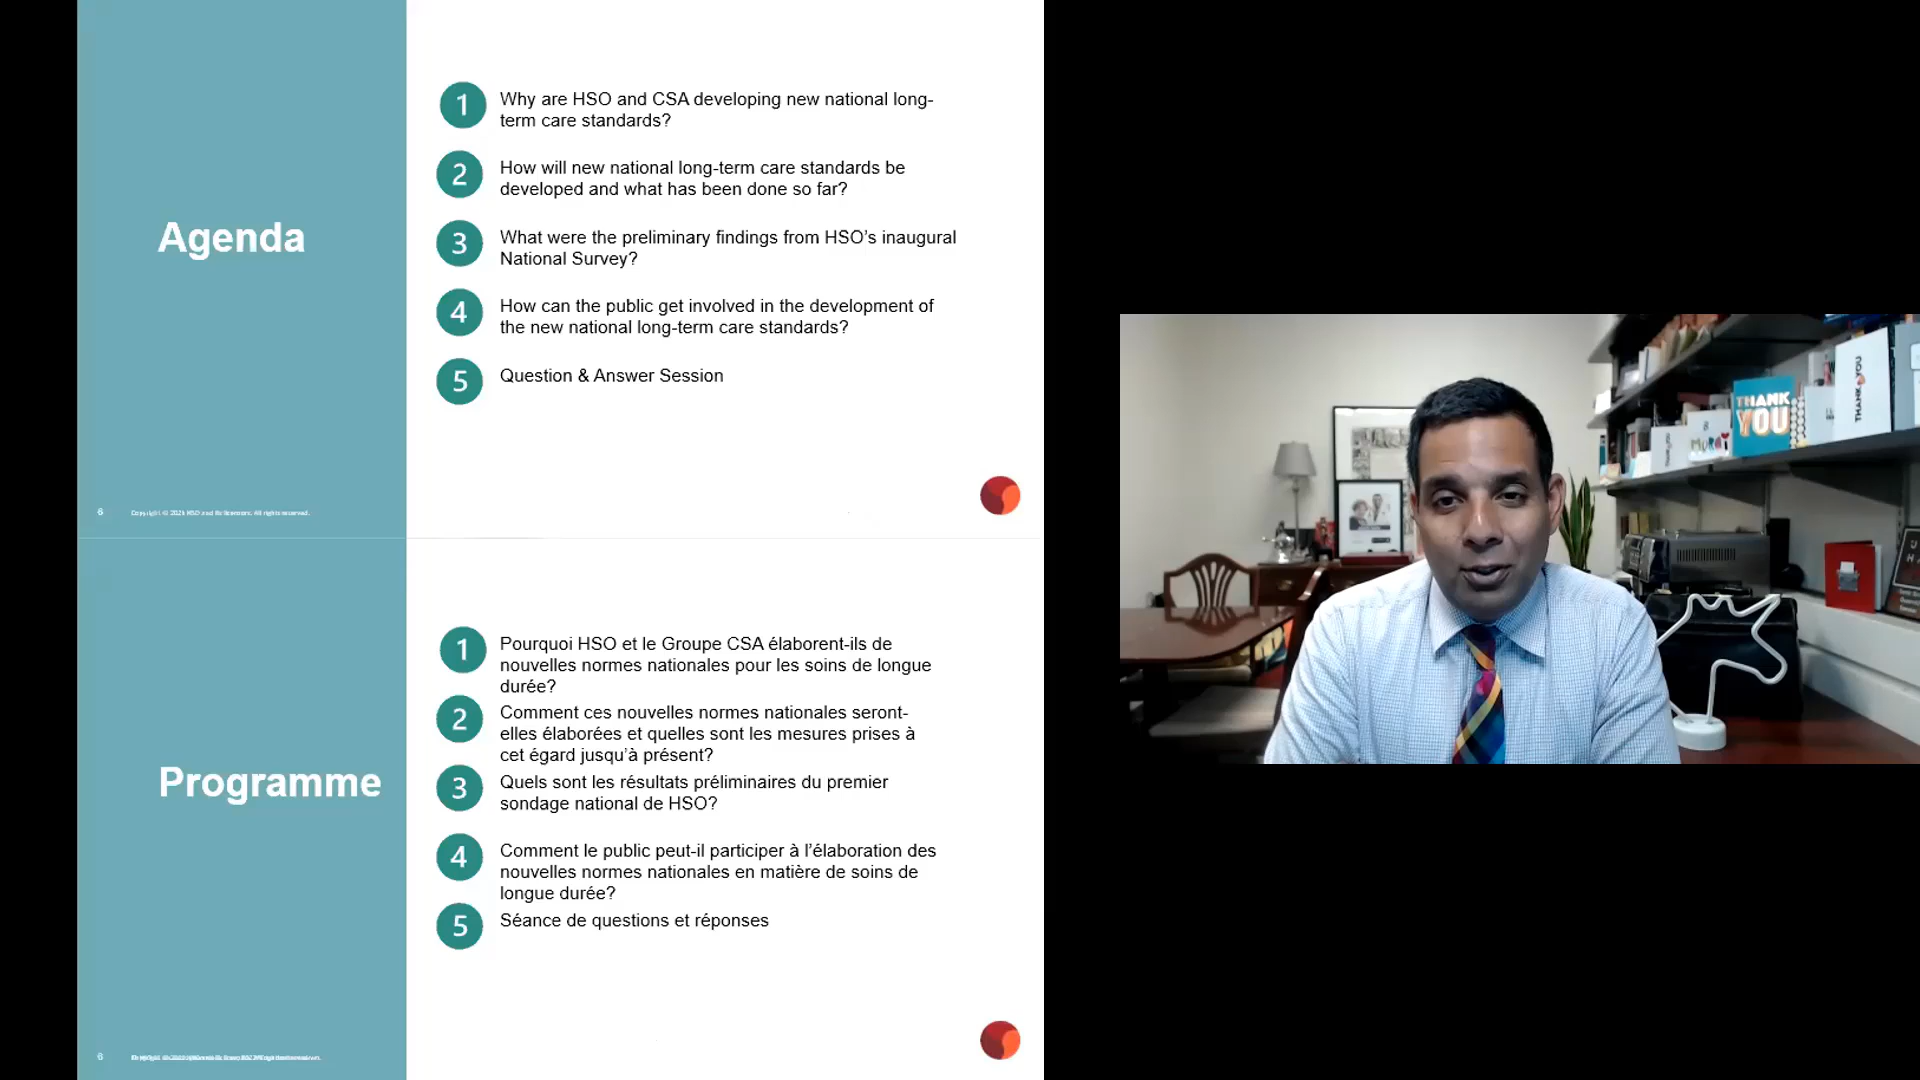 Agenda
1
Why are HSO and CSA developing new national long-
term care standards?
2
How will new national long-term care standards be
developed and what has been done so far?
3
What were the preliminary findings from HSO's inaugural
National Survey?
4
How can the public get involved in the development of
the new national long-term care standards?
5
Question & Answer Session
6
Programme
1
Pourquoi HSO et le Groupe CSA élaborent-ils de
nouvelles normes nationales pour les soins de longue
durée?
2
Comment ces nouvelles normes nationales seront-
elles élaborées et quelles sont les mesures prises à
cet égard jusqu'à présent?
3
Quels sont les résultats préliminaires du premier
sondage national de HSO?
4
Comment le public peut-il participer à l'élaboration des
nouvelles normes nationales en matière de soins de
longue durée?
5
Séance de questions et réponses
6
THANK
YOU
THANK YOU